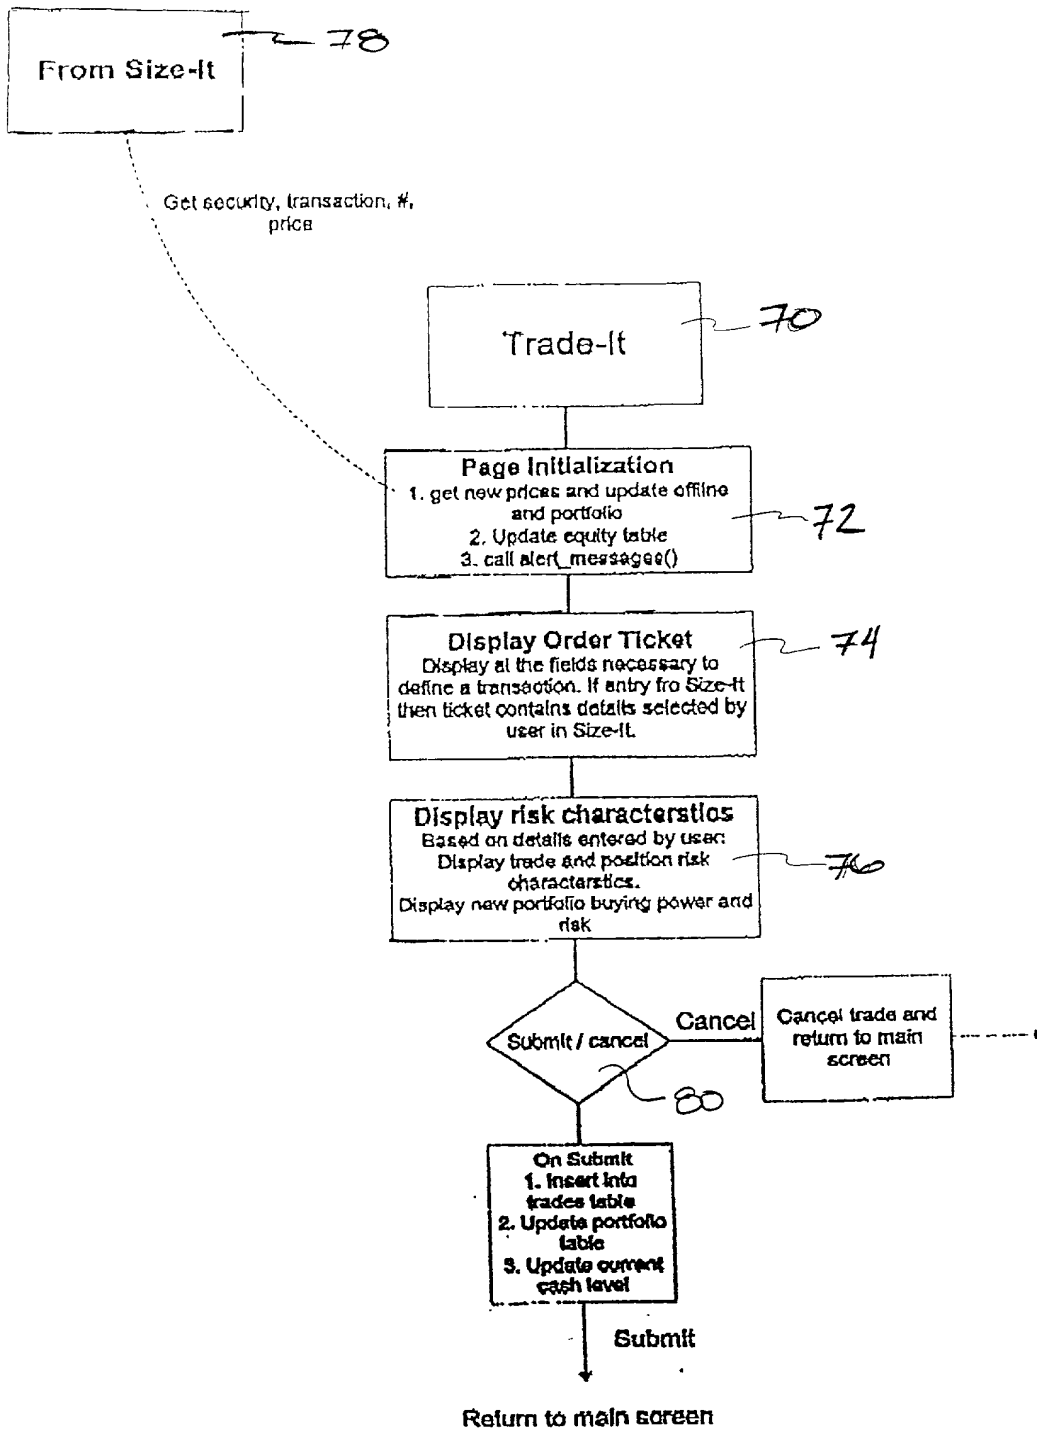 From Size-It
78
Get security, transaction, #,
price
Trade-It
70
Page Initialization
1. get new prices and update offline
and portfolio
2. Update equity table
3. call alert_messages()
72
Display Order Ticket
Display al the fields necessary to
define a transaction. If entry fro Size-It
then ticket contains details selected by
user in Size-It.
74
Display risk characterstics
Based on details entered by user:
Display trade and position risk
characterstics.
Display new portfolio buying power and
risk
76
Submit / cancel
80
Cancel
Cancel trade and
return to main
screen
On Submit
1. Insert into
trades table
2. Update portfolio
table
3. Update current
cash level
Submit
Return to main screen